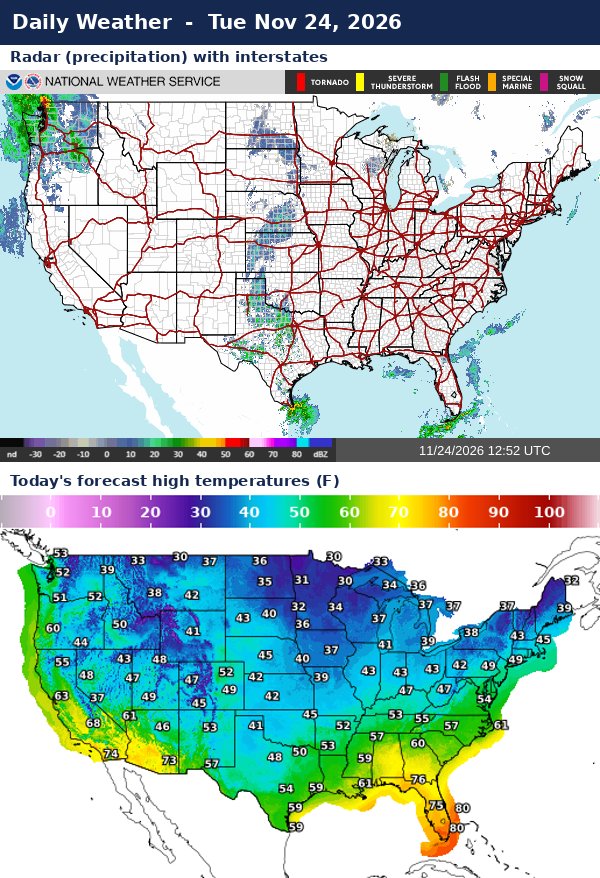 Daily Weather - Tue Nov 24, 2026
Radar (precipitation) with interstates
NATIONAL WEATHER SERVICE
TORNADO
SEVERE THUNDERSTORM
FLASH FLOOD
SPECIAL MARINE
SNOW SQUALL
nd -30 -20 -10 0 10 20 30 40 50 60 70 80 dBZ
11/24/2026 12:52 UTC
Today's forecast high temperatures (F)
0 10 20 30 40 50 60 70 80 90 100
53 33 30 37 36 30 33
52 39 35 31 30 34 36 32
51 52 38 42 32 34 37 37 37 39
60 50 41 43 40 36 37 38 43 45
44 37 41 39
55 43 48 45 40 42 49 49
48 47 47 52 42 39 43 43 43
63 37 49 45 49 42 47 47 54
68 61 46 53 41 45 52 53 55 57 61
74 73 57 48 50 53 57 60
59
54 59 61 76
59 75 80
59 80